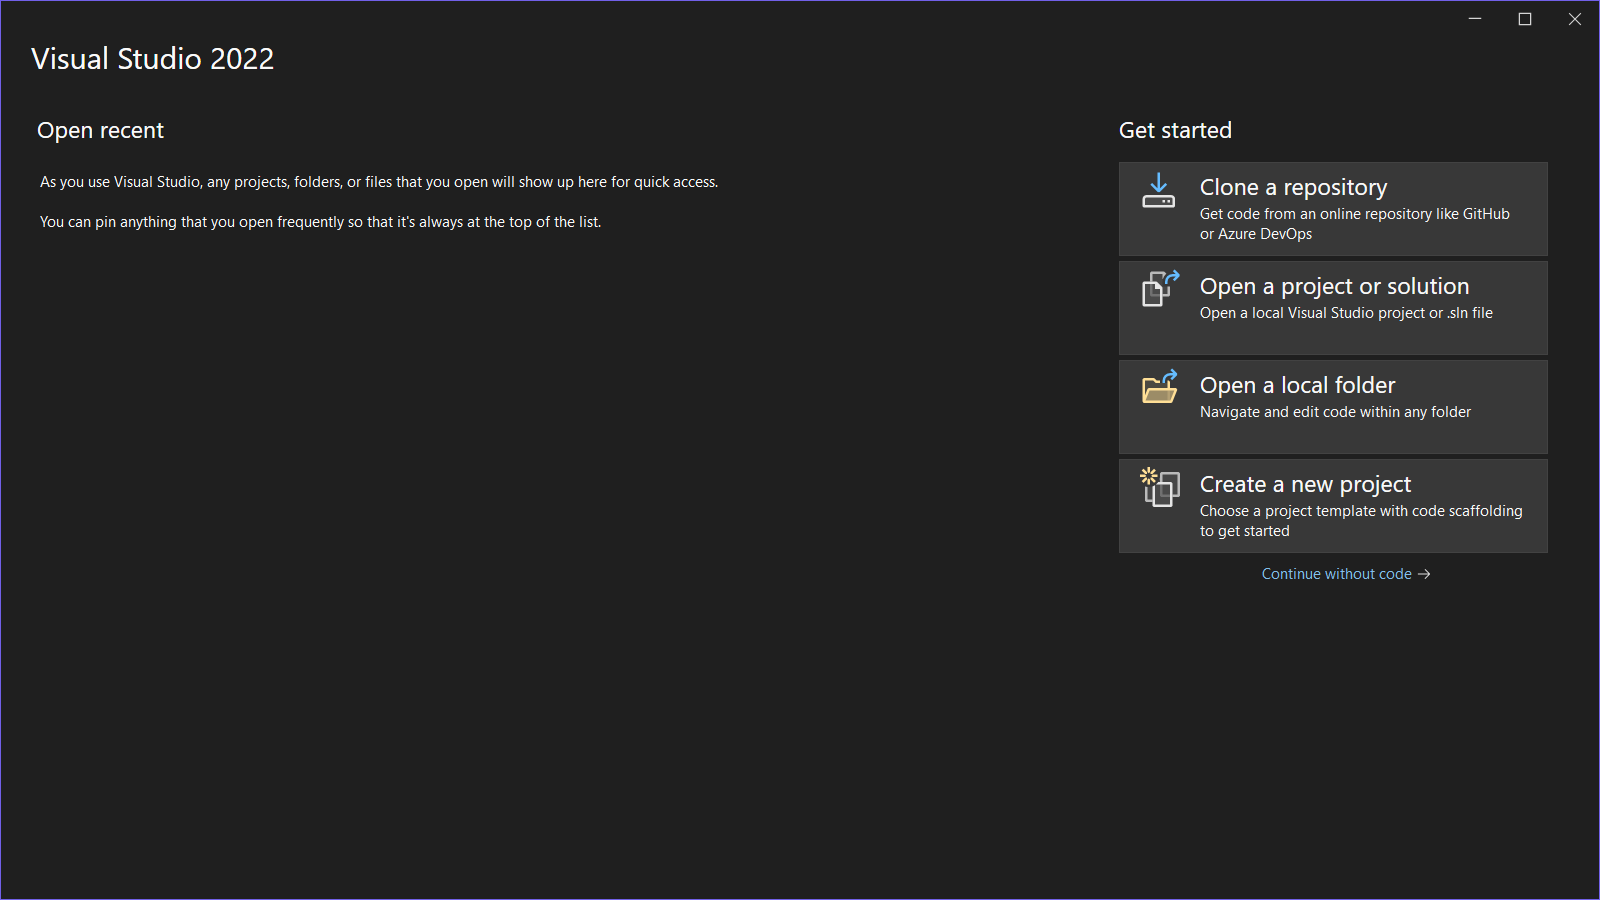 Visual Studio 2022
Open recent
As you use Visual Studio, any projects, folders, or files that you open will show up here for quick access.
You can pin anything that you open frequently so that it's always at the top of the list.
Get started
Clone a repository
Get code from an online repository like GitHub
or Azure DevOps
Open a project or solution
Open a local Visual Studio project or .sln file
Open a local folder
Navigate and edit code within any folder
Create a new project
Choose a project template with code scaffolding
to get started
Continue without code →